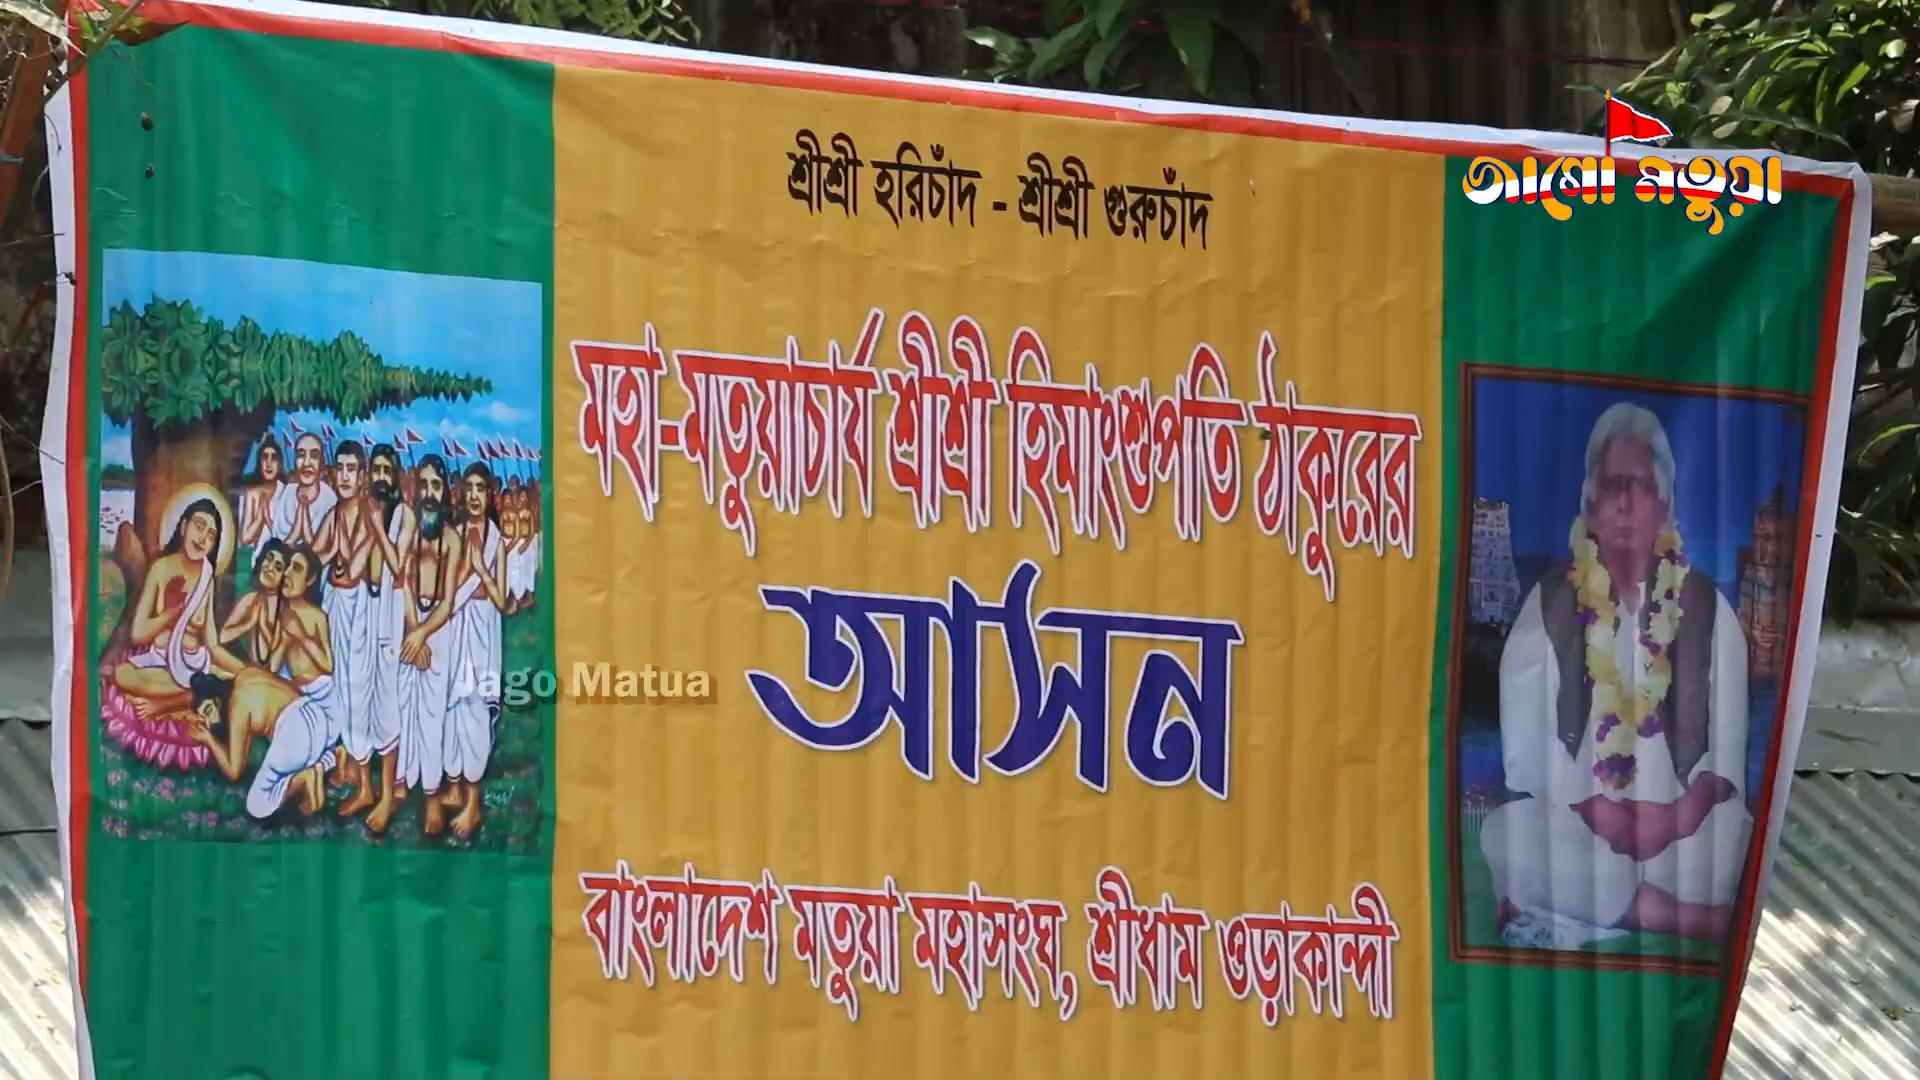 শ্রীশ্রী হরিচাঁদ - শ্রীশ্রী গুরুচাঁদ
জাগো মতুয়া
মহা-মতুয়াচার্য শ্রীশ্রী হিমাংশুপতি ঠাকুরের
আসন
Jago Matua
বাংলাদেশ মতুয়া মহাসংঘ, শ্রীধাম ওড়াকান্দী